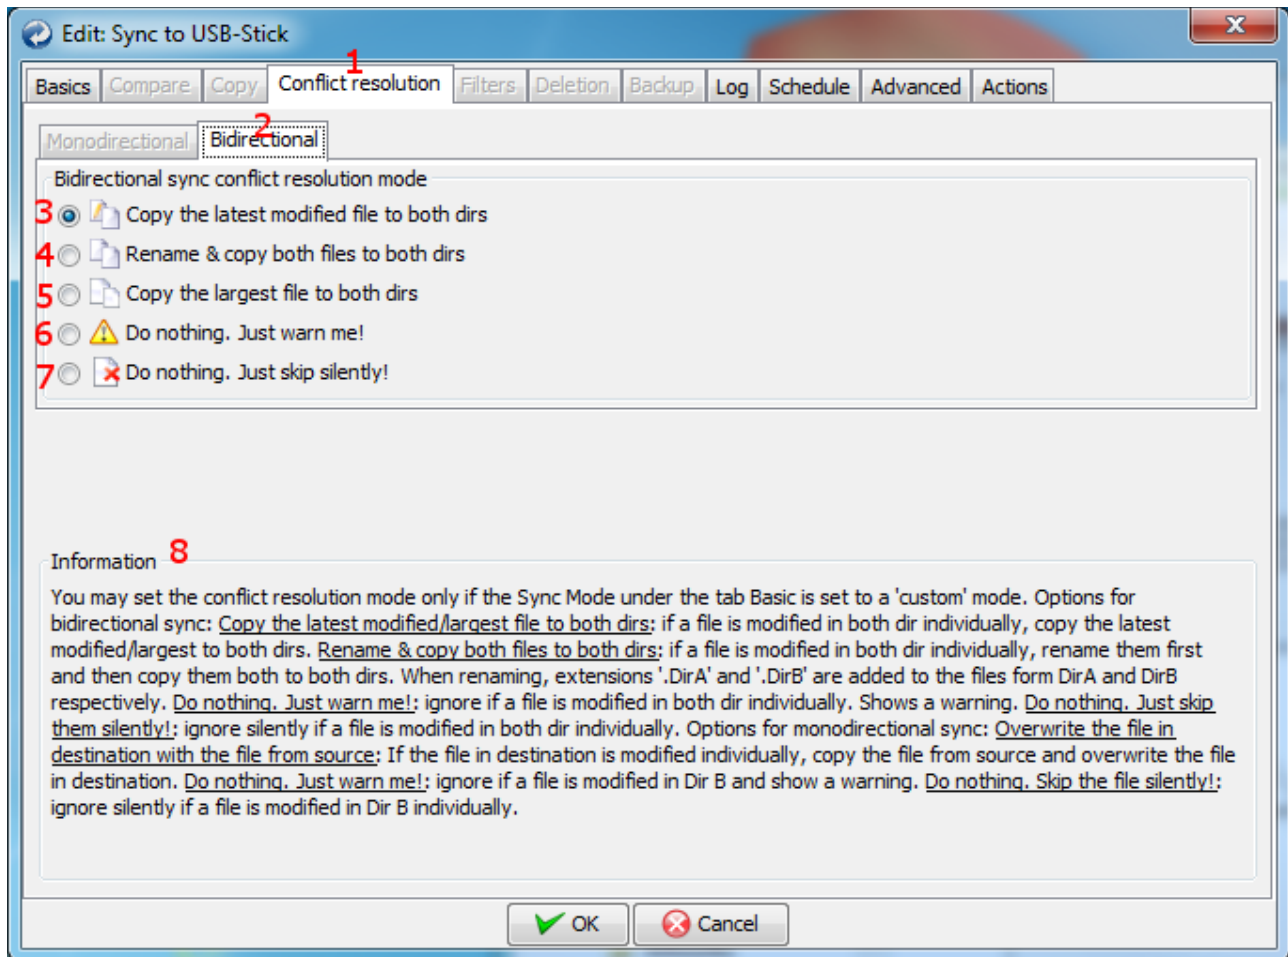 Edit: Sync to USB-Stick
X
1
Basics Compare Copy Conflict resolution Filters Deletion Backup Log Schedule Advanced Actions
2
Monodirectional Bidirectional
Bidirectional sync conflict resolution mode
3 Copy the latest modified file to both dirs
4 Rename & copy both files to both dirs
5 Copy the largest file to both dirs
6 Do nothing. Just warn me!
7 Do nothing. Just skip silently!
Information 8
You may set the conflict resolution mode only if the Sync Mode under the tab Basic is set to a 'custom' mode. Options for
bidirectional sync: Copy the latest modified/largest file to both dirs: if a file is modified in both dir individually, copy the latest
modified/largest to both dirs. Rename & copy both files to both dirs: if a file is modified in both dir individually, rename them first
and then copy them both to both dirs. When renaming, extensions '.DirA' and '.DirB' are added to the files form DirA and DirB
respectively. Do nothing. Just warn me!: ignore if a file is modified in both dir individually. Shows a warning. Do nothing. Just skip
them silently!: ignore silently if a file is modified in both dir individually. Options for monodirectional sync: Overwrite the file in
destination with the file from source: If the file in destination is modified individually, copy the file from source and overwrite the file
in destination. Do nothing. Just warn me!: ignore if a file is modified in Dir B and show a warning. Do nothing. Skip the file silently!:
ignore silently if a file is modified in Dir B individually.
OK Cancel